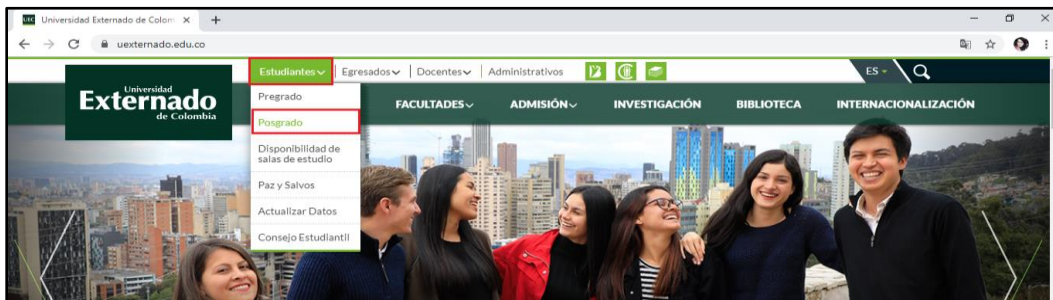 UEC Universidad Externado de Colom
uexternado.edu.co
Estudiantes Egresados Docentes Administrativos
ES
Universidad
Externado
de Colombia
FACULTADES ADMISIÓN INVESTIGACIÓN BIBLIOTECA INTERNACIONALIZACIÓN
Pregrado
Posgrado
Disponibilidad de
salas de estudio
Paz y Salvos
Actualizar Datos
Consejo Estudiantil